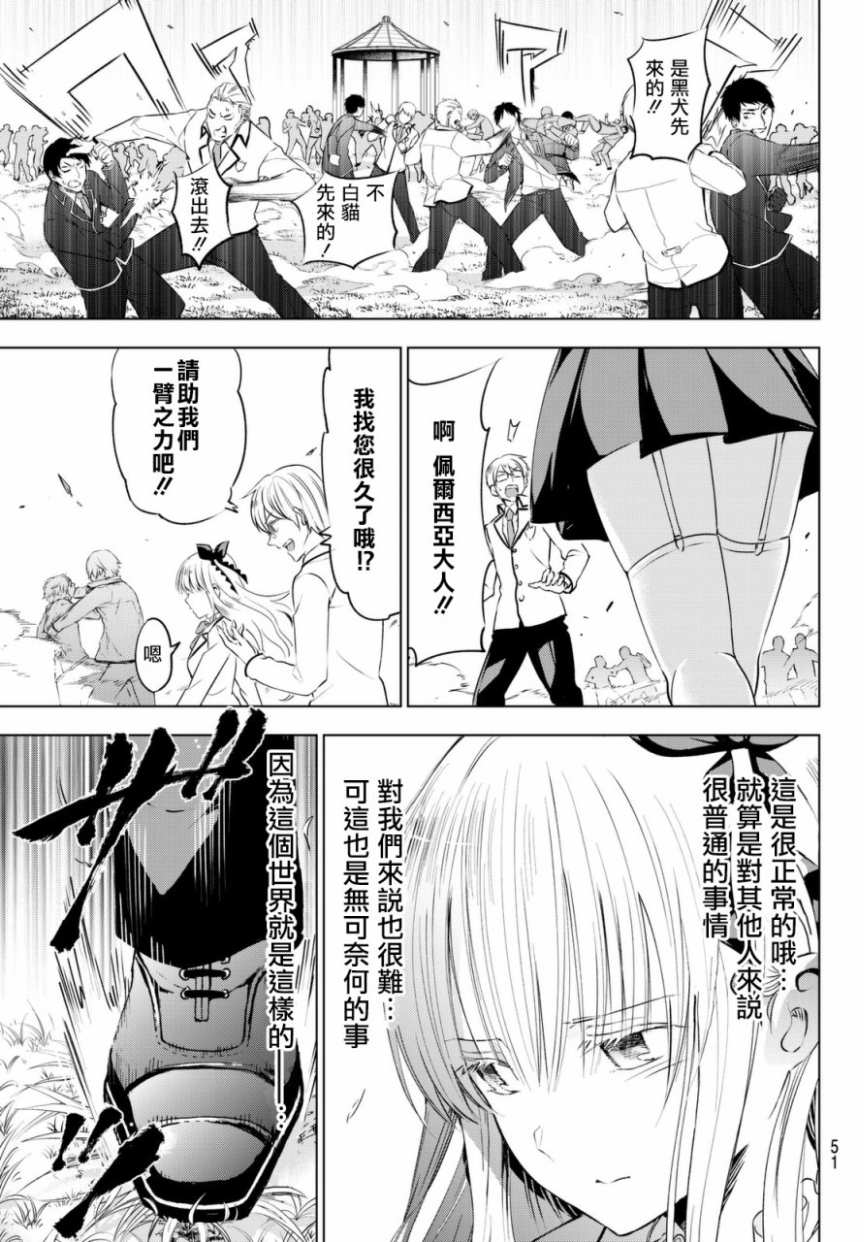 是黑犬先
來的!!
不
白貓
先來的!
滾出去!!
啊 佩爾西亞大人!!
我找您很久了哦!?
請助我們
一臂之力吧!!
嗯
這是很正常的哦…
就算是對其他人來說
很普通的事情
對我們來說也很難…
可這也是無可奈何的事
因為這個世界就是這樣的──…
51